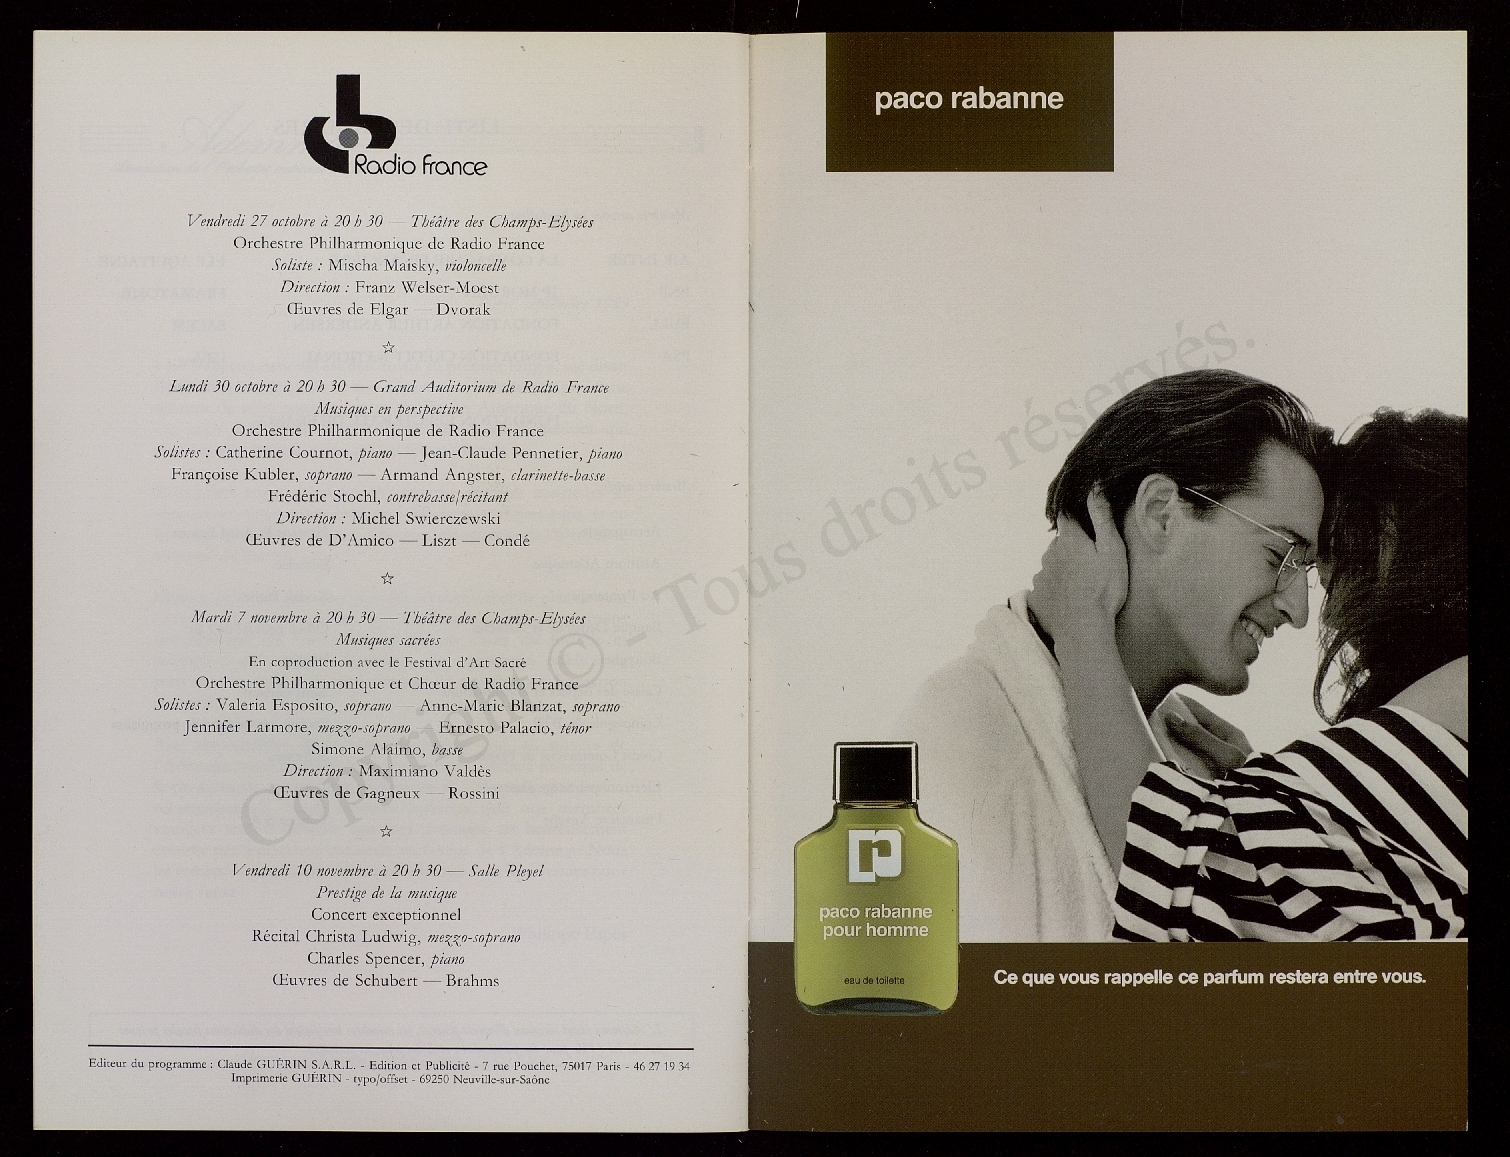 Radio France
Vendredi 27 octobre à 20 h 30 — Théâtre des Champs-Elysées
Orchestre Philharmonique de Radio France
Soliste : Mischa Maisky, violoncelle
Direction : Franz Welser-Moest
Œuvres de Elgar — Dvorak
☆
Lundi 30 octobre à 20 h 30 — Grand Auditorium de Radio France
Musiques en perspective
Orchestre Philharmonique de Radio France
Solistes : Catherine Cournot, piano — Jean-Claude Pennetier, piano
Françoise Kubler, soprano — Armand Angster, clarinette-basse
Frédéric Stochl, contrebasse/récitant
Direction : Michel Swierczewski
Œuvres de D'Amico — Liszt — Condé
☆
Mardi 7 novembre à 20 h 30 — Théâtre des Champs-Elysées
Musiques sacrées
En coproduction avec le Festival d'Art Sacré
Orchestre Philharmonique et Chœur de Radio France
Solistes : Valeria Esposito, soprano — Anne-Marie Blanzat, soprano
Jennifer Larmore, mezzo-soprano — Ernesto Palacio, ténor
Simone Alaimo, basse
Direction : Maximiano Valdès
Œuvres de Gagneux — Rossini
☆
Vendredi 10 novembre à 20 h 30 — Salle Pleyel
Prestige de la musique
Concert exceptionnel
Récital Christa Ludwig, mezzo-soprano
Charles Spencer, piano
Œuvres de Schubert — Brahms
Editeur du programme : Claude GUÉRIN S.A.R.L. - Edition et Publicité - 7 rue Pouchet, 75017 Paris - 46 27 19 34
Imprimerie GUÉRIN - typo/offset - 69250 Neuville-sur-Saône
paco rabanne
paco rabanne
pour homme
eau de toilette
Ce que vous rappelle ce parfum restera entre vous.
Copyright © - Tous droits réservés.